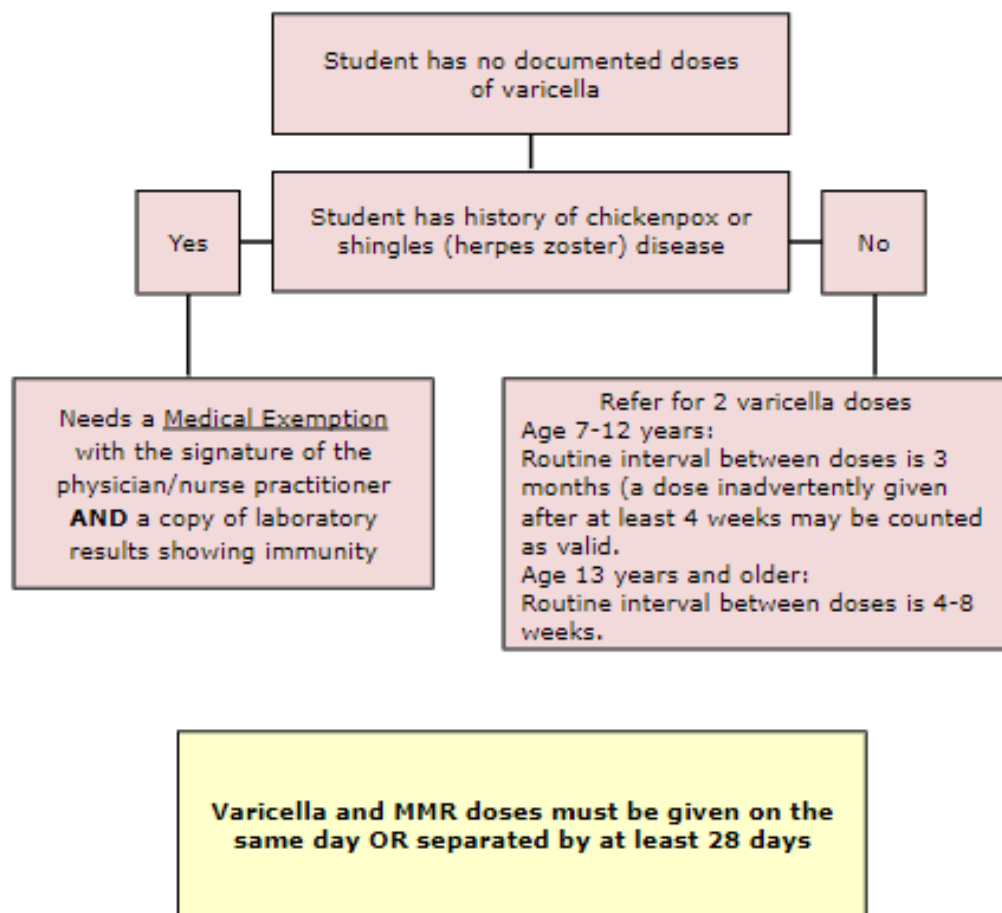 Student has no documented doses
of varicella
Student has history of chickenpox or
shingles (herpes zoster) disease
Yes
No
Needs a Medical Exemption
with the signature of the
physician/nurse practitioner
AND a copy of laboratory
results showing immunity
Refer for 2 varicella doses
Age 7-12 years:
Routine interval between doses is 3
months (a dose inadvertently given
after at least 4 weeks may be counted
as valid.
Age 13 years and older:
Routine interval between doses is 4-8
weeks.
Varicella and MMR doses must be given on the
same day OR separated by at least 28 days